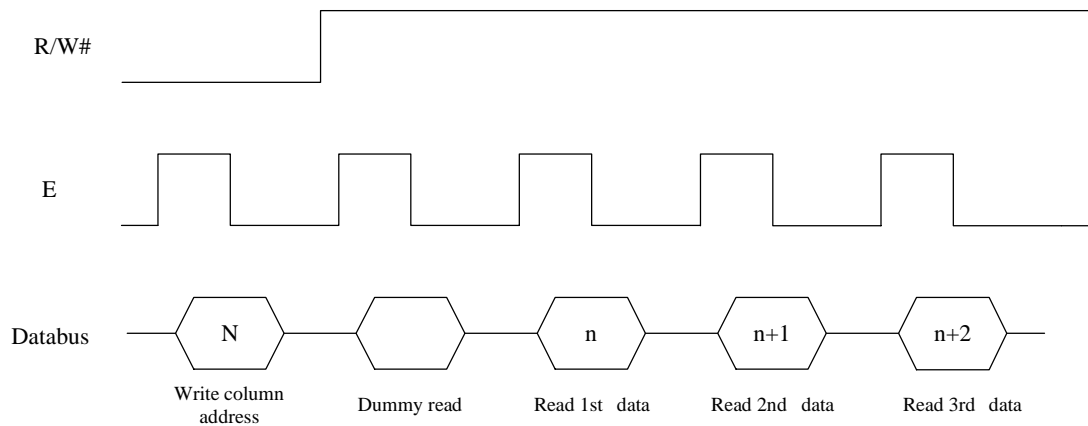 R/W#
E
Databus
N
n
n+1
n+2
Write column
address
Dummy read
Read 1st data
Read 2nd data
Read 3rd data